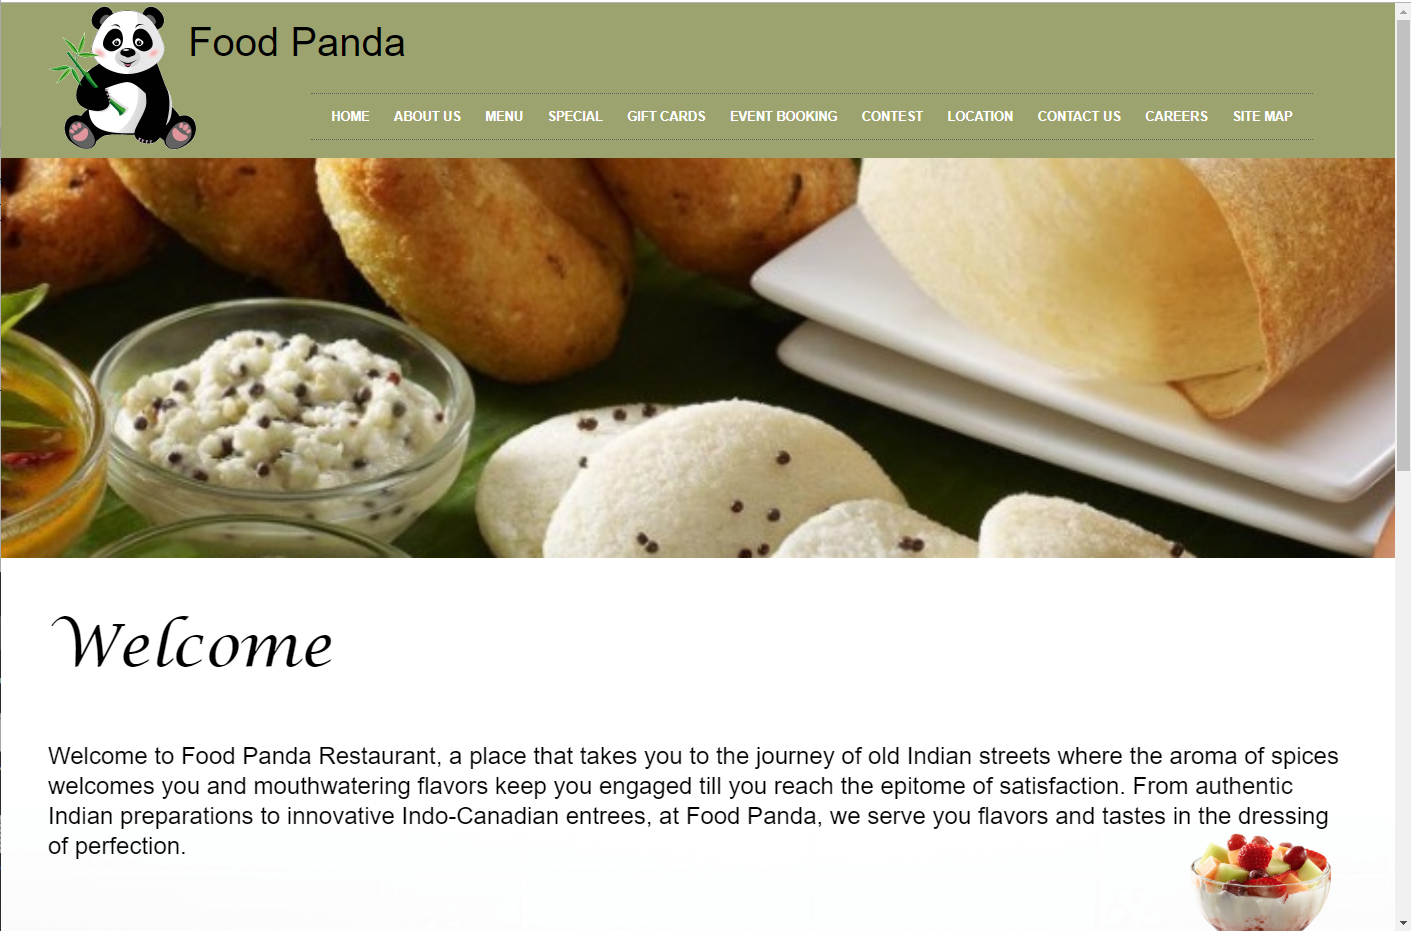 Food Panda
HOME ABOUT US MENU SPECIAL GIFT CARDS EVENT BOOKING CONTEST LOCATION CONTACT US CAREERS SITE MAP
Welcome
Welcome to Food Panda Restaurant, a place that takes you to the journey of old Indian streets where the aroma of spices
welcomes you and mouthwatering flavors keep you engaged till you reach the epitome of satisfaction. From authentic
Indian preparations to innovative Indo-Canadian entrees, at Food Panda, we serve you flavors and tastes in the dressing
of perfection.